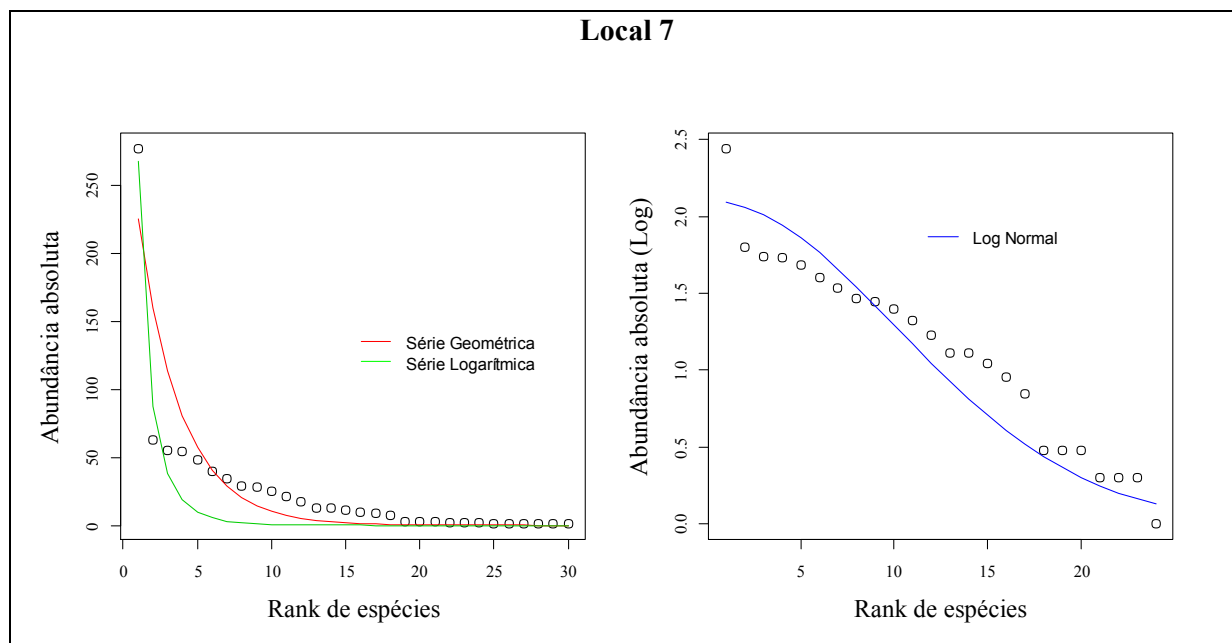 Local 7
Abundância absoluta
250
200
150
100
50
0
0 5 10 15 20 25 30
Rank de espécies
Série Geométrica
Série Logarítmica
Abundância absoluta (Log)
2.5
2.0
1.5
1.0
0.5
0.0
5 10 15 20
Rank de espécies
Log Normal